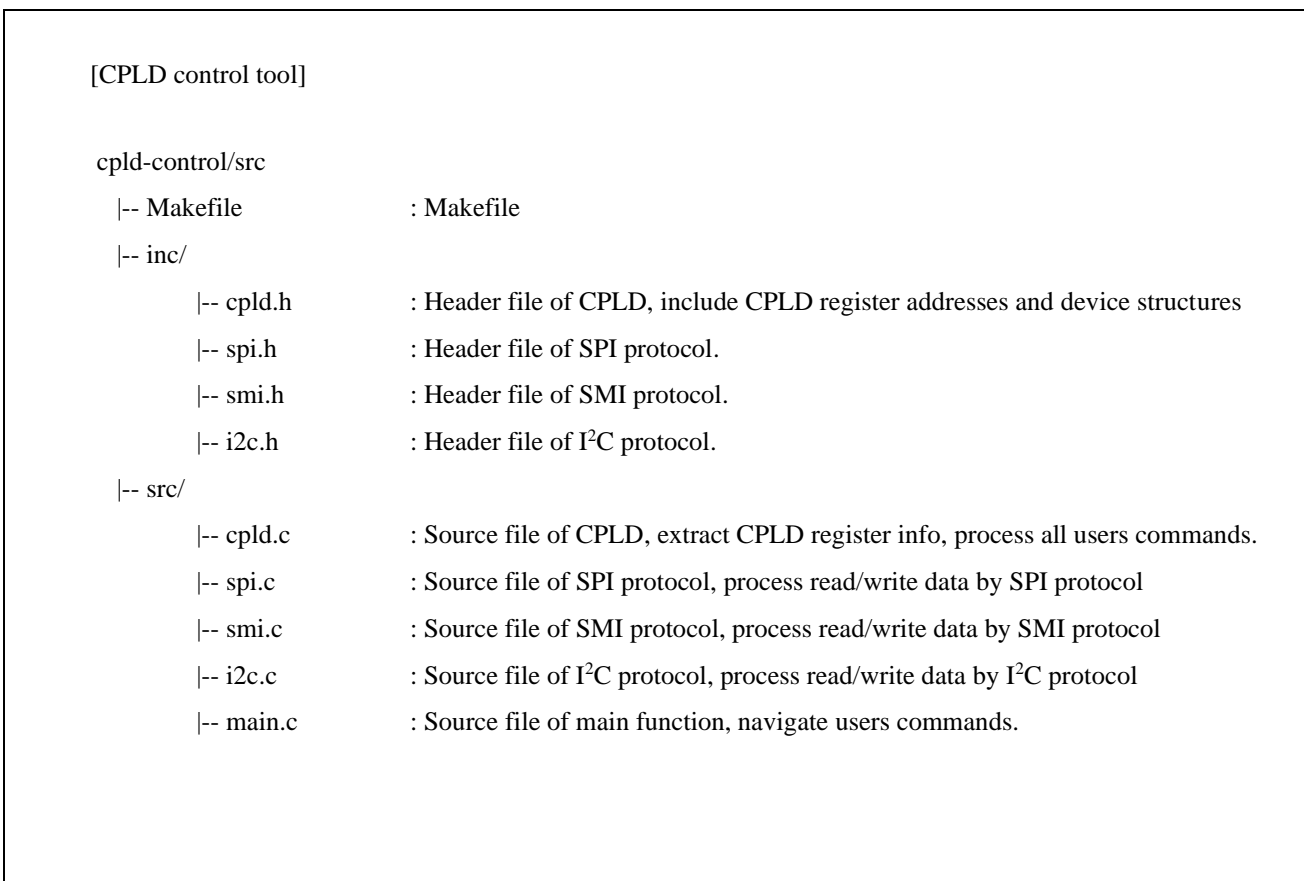 [CPLD control tool]
cpld-control/src
|-- Makefile : Makefile
|-- inc/
|-- cpld.h : Header file of CPLD, include CPLD register addresses and device structures
|-- spi.h : Header file of SPI protocol.
|-- smi.h : Header file of SMI protocol.
|-- i2c.h : Header file of I²C protocol.
|-- src/
|-- cpld.c : Source file of CPLD, extract CPLD register info, process all users commands.
|-- spi.c : Source file of SPI protocol, process read/write data by SPI protocol
|-- smi.c : Source file of SMI protocol, process read/write data by SMI protocol
|-- i2c.c : Source file of I²C protocol, process read/write data by I²C protocol
|-- main.c : Source file of main function, navigate users commands.